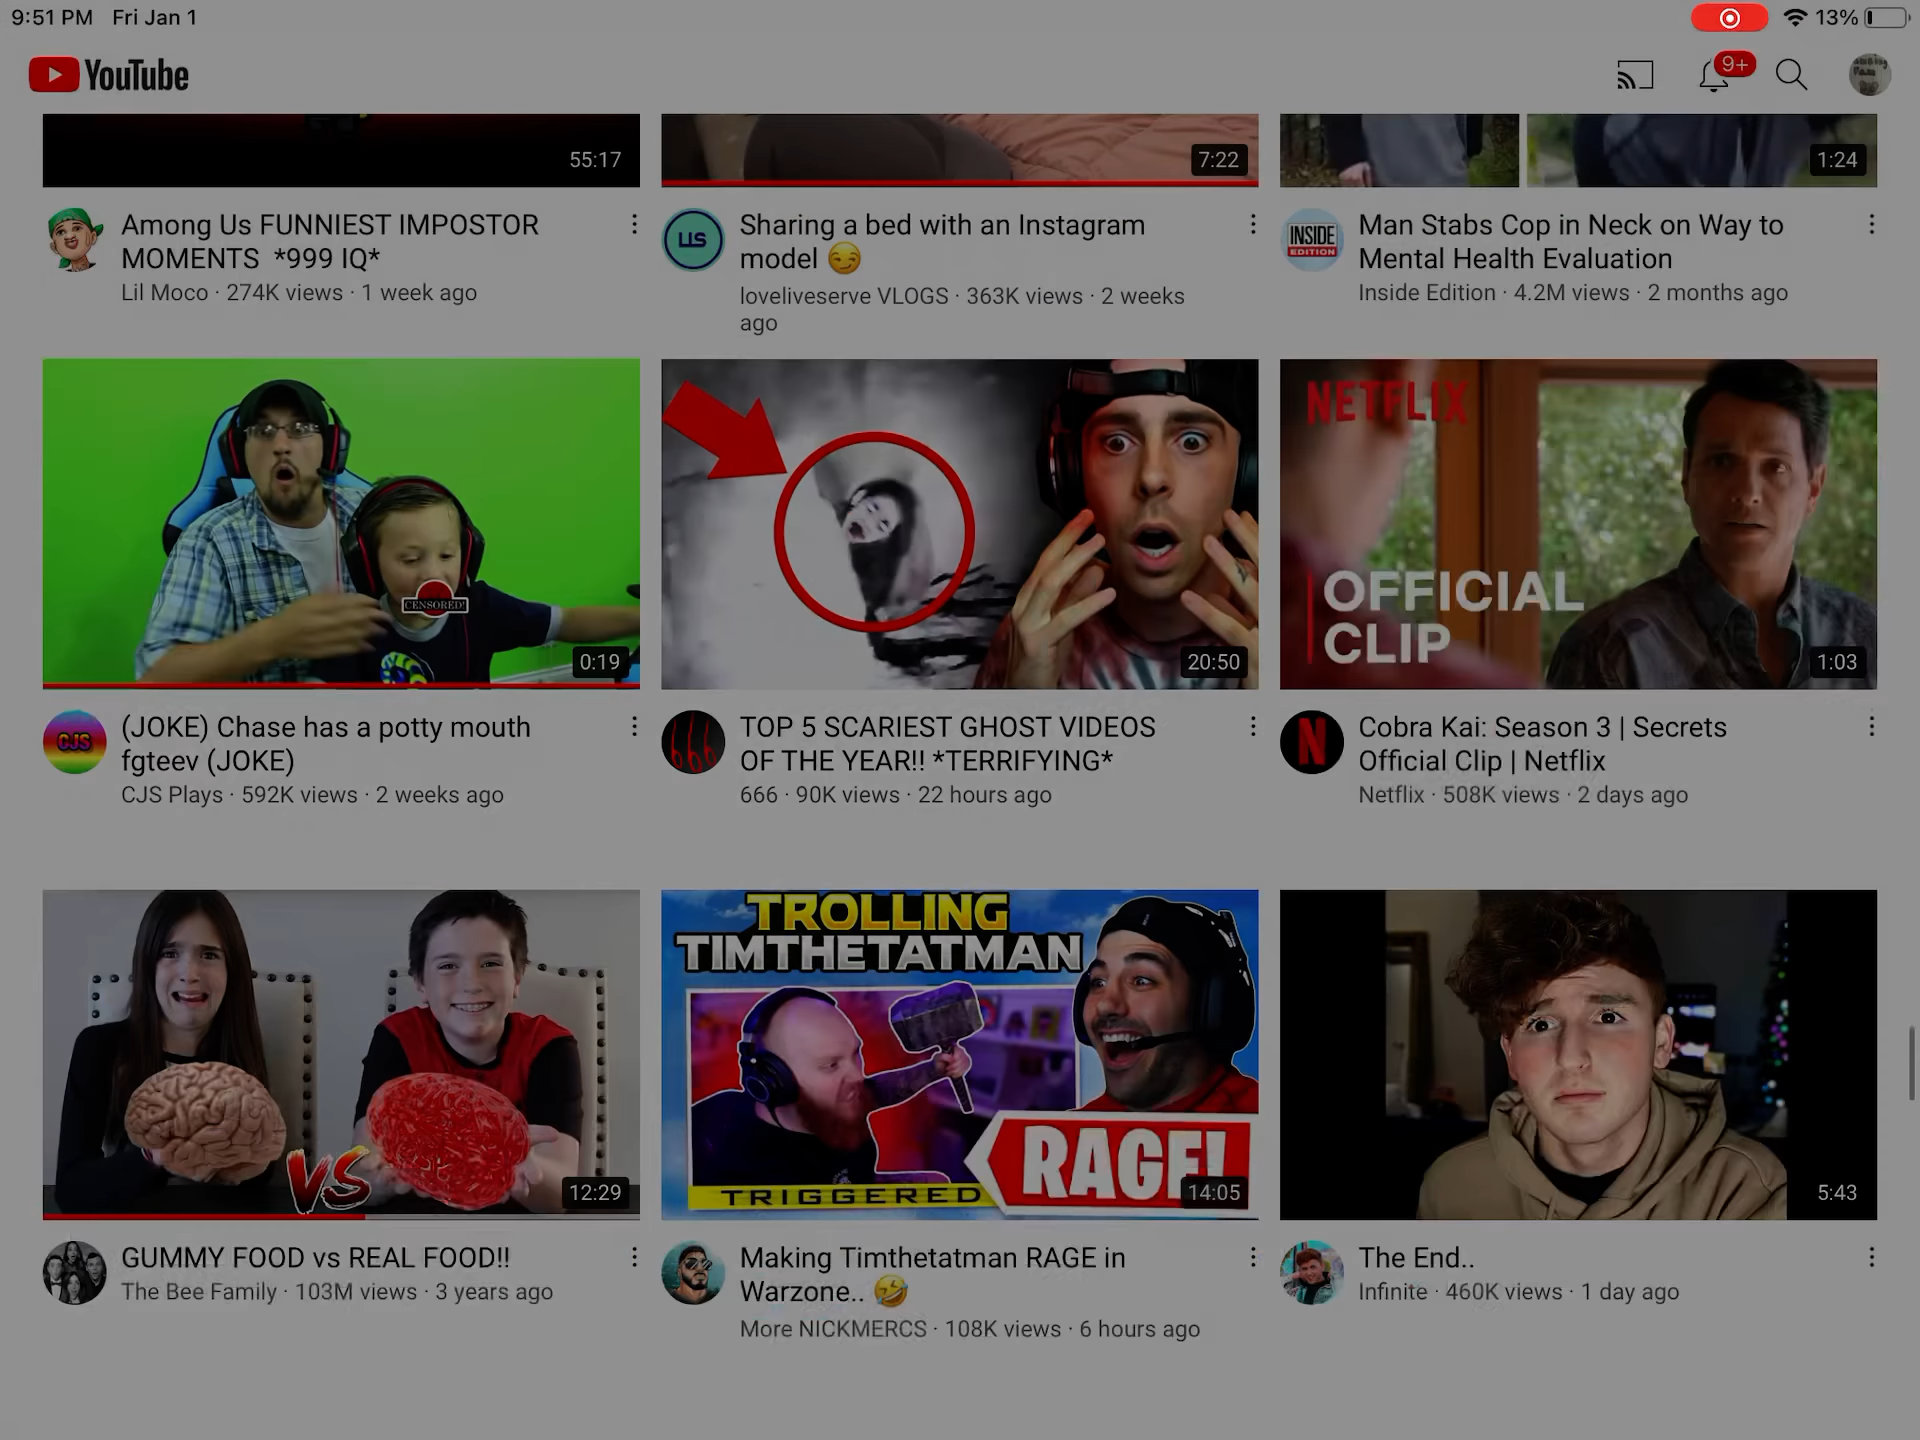 9:51 PM Fri Jan 1
13%
YouTube
9+
55:17
7:22
1:24
Among Us FUNNIEST IMPOSTOR
MOMENTS *999 IQ*
Lil Moco · 274K views · 1 week ago
LLS
Sharing a bed with an Instagram
model 😏
loveliveserve VLOGS · 363K views · 2 weeks
ago
INSIDE
EDITION
Man Stabs Cop in Neck on Way to
Mental Health Evaluation
Inside Edition · 4.2M views · 2 months ago
CENSORED!
0:19
20:50
NETFLIX
OFFICIAL
CLIP
1:03
CJS
(JOKE) Chase has a potty mouth
fgteev (JOKE)
CJS Plays · 592K views · 2 weeks ago
666
TOP 5 SCARIEST GHOST VIDEOS
OF THE YEAR!! *TERRIFYING*
666 · 90K views · 22 hours ago
N
Cobra Kai: Season 3 | Secrets
Official Clip | Netflix
Netflix · 508K views · 2 days ago
VS
12:29
TROLLING
TIMTHETATMAN
RAGE!
TRIGGERED
14:05
5:43
GUMMY FOOD vs REAL FOOD!!
The Bee Family · 103M views · 3 years ago
Making Timthetatman RAGE in
Warzone.. 🤣
More NICKMERCS · 108K views · 6 hours ago
The End..
Infinite · 460K views · 1 day ago